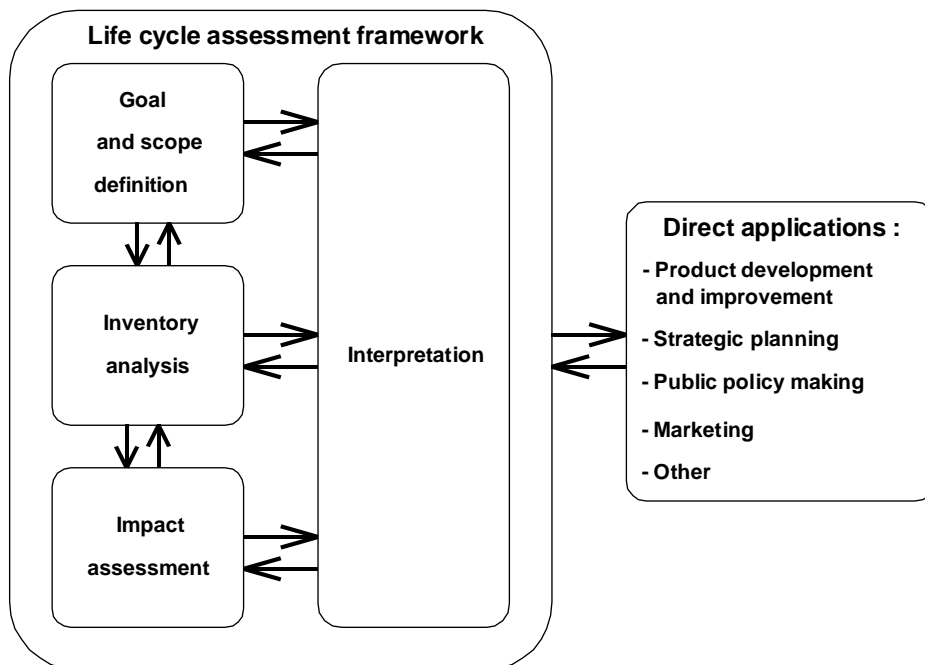 Life cycle assessment framework
Goal
and scope
definition
Inventory
analysis
Impact
assessment
Interpretation
Direct applications :
- Product development
and improvement
- Strategic planning
- Public policy making
- Marketing
- Other